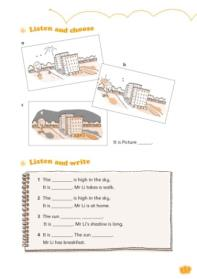 Listen and choose
a
b
c
It is Picture ______.
Listen and write
1 The ______ is high in the sky.
It is ______. Mr Li takes a walk.
2 The ______ is high in the sky.
It is ______. Mr Li is at home.
3 The sun ______ ______.
It is ______. Mr Li's shadow is long.
4 It is ______. The sun ______.
Mr Li has breakfast.